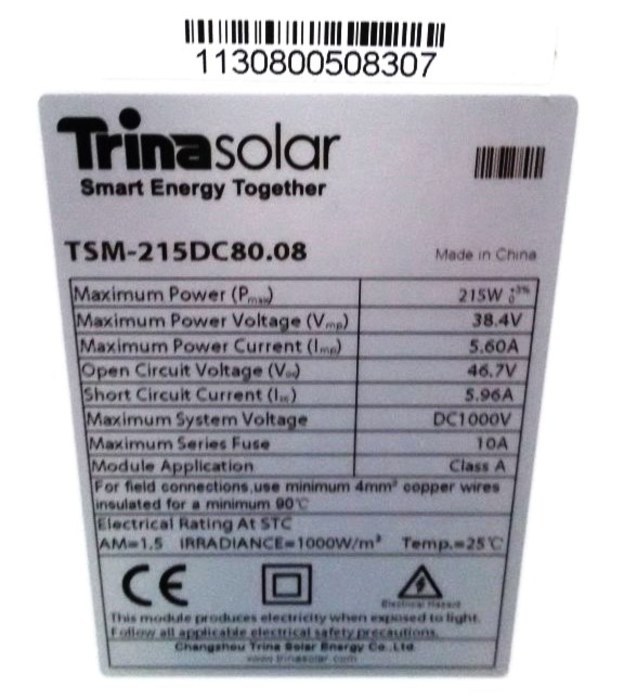 1130800508307
Trinasolar
Smart Energy Together
TSM-215DC80.08 Made in China
Maximum Power (Pmax) 215W +3% 0
Maximum Power Voltage (Vmp) 38.4V
Maximum Power Current (Imp) 5.60A
Open Circuit Voltage (Voc) 46.7V
Short Circuit Current (Isc) 5.96A
Maximum System Voltage DC1000V
Maximum Series Fuse 10A
Module Application Class A
For field connections,use minimum 4mm² copper wires
insulated for a minimum 90℃
Electrical Rating At STC
AM=1.5 IRRADIANCE=1000W/m² Temp.=25℃
CE
Electrical Hazard
This module produces electricity when exposed to light.
Follow all applicable electrical safety precautions.
Changzhou Trina Solar Energy Co.,Ltd.
www.trinasolar.com